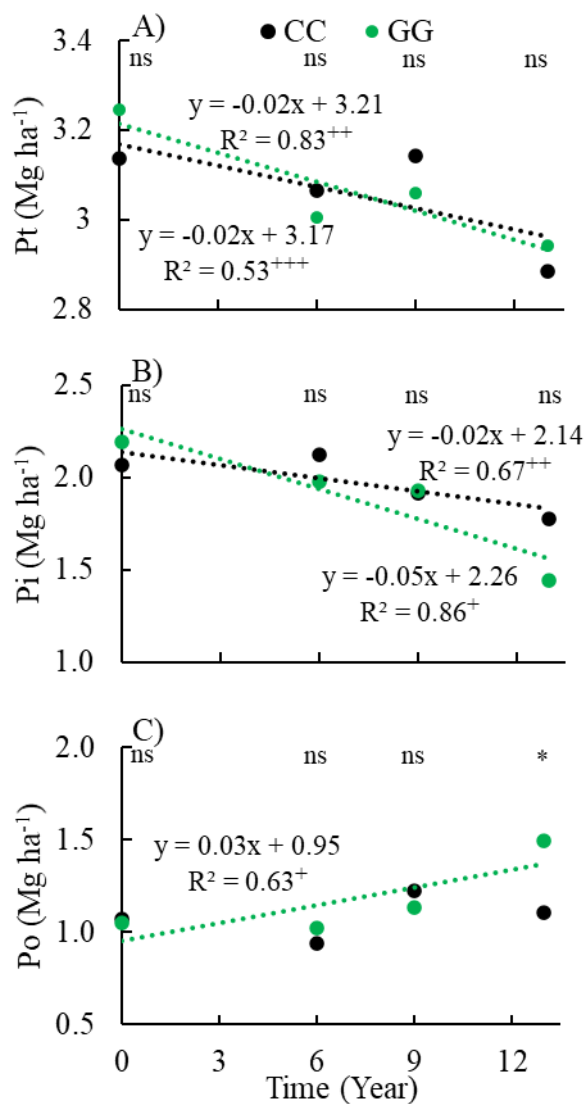 A)
CC GG
3.4
ns ns ns ns
y = -0.02x + 3.21
R² = 0.83⁺⁺
3.2
Pt (Mg ha⁻¹)
3
y = -0.02x + 3.17
R² = 0.53⁺⁺⁺
2.8
B)
2.5
ns ns ns ns
y = -0.02x + 2.14
R² = 0.67⁺⁺
2.0
Pi (Mg ha⁻¹)
1.5
y = -0.05x + 2.26
R² = 0.86⁺
1.0
C)
2.0
ns ns ns *
y = 0.03x + 0.95
R² = 0.63⁺
1.5
Po (Mg ha⁻¹)
1.0
0.5
0 3 6 9 12
Time (Year)